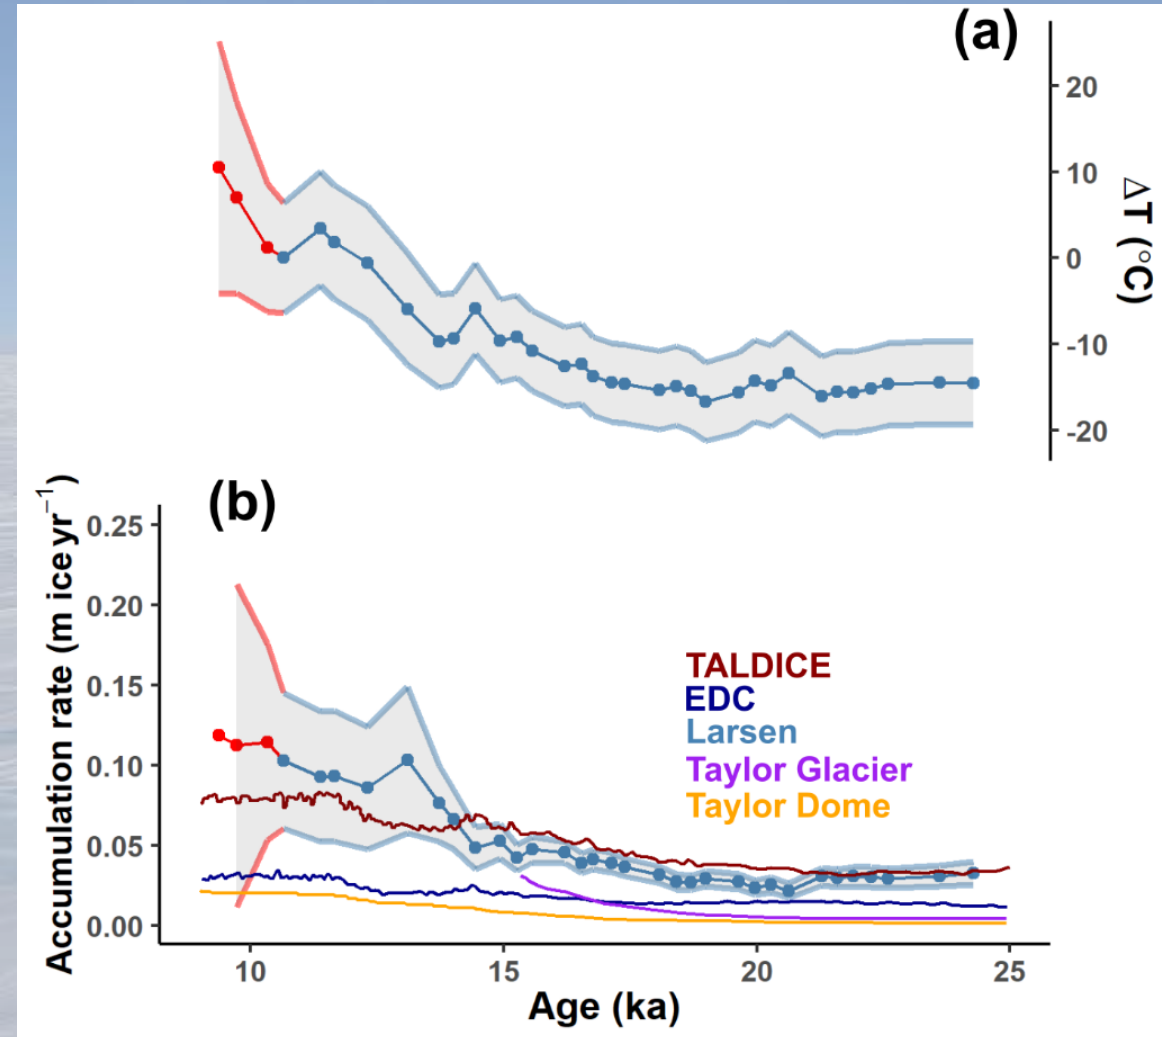 (a)
20
10
0
-10
-20
ΔT (°C)
(b)
Accumulation rate (m ice yr⁻¹)
0.25
0.20
0.15
0.10
0.05
0.00
TALDICE
EDC
Larsen
Taylor Glacier
Taylor Dome
10 15 20 25
Age (ka)